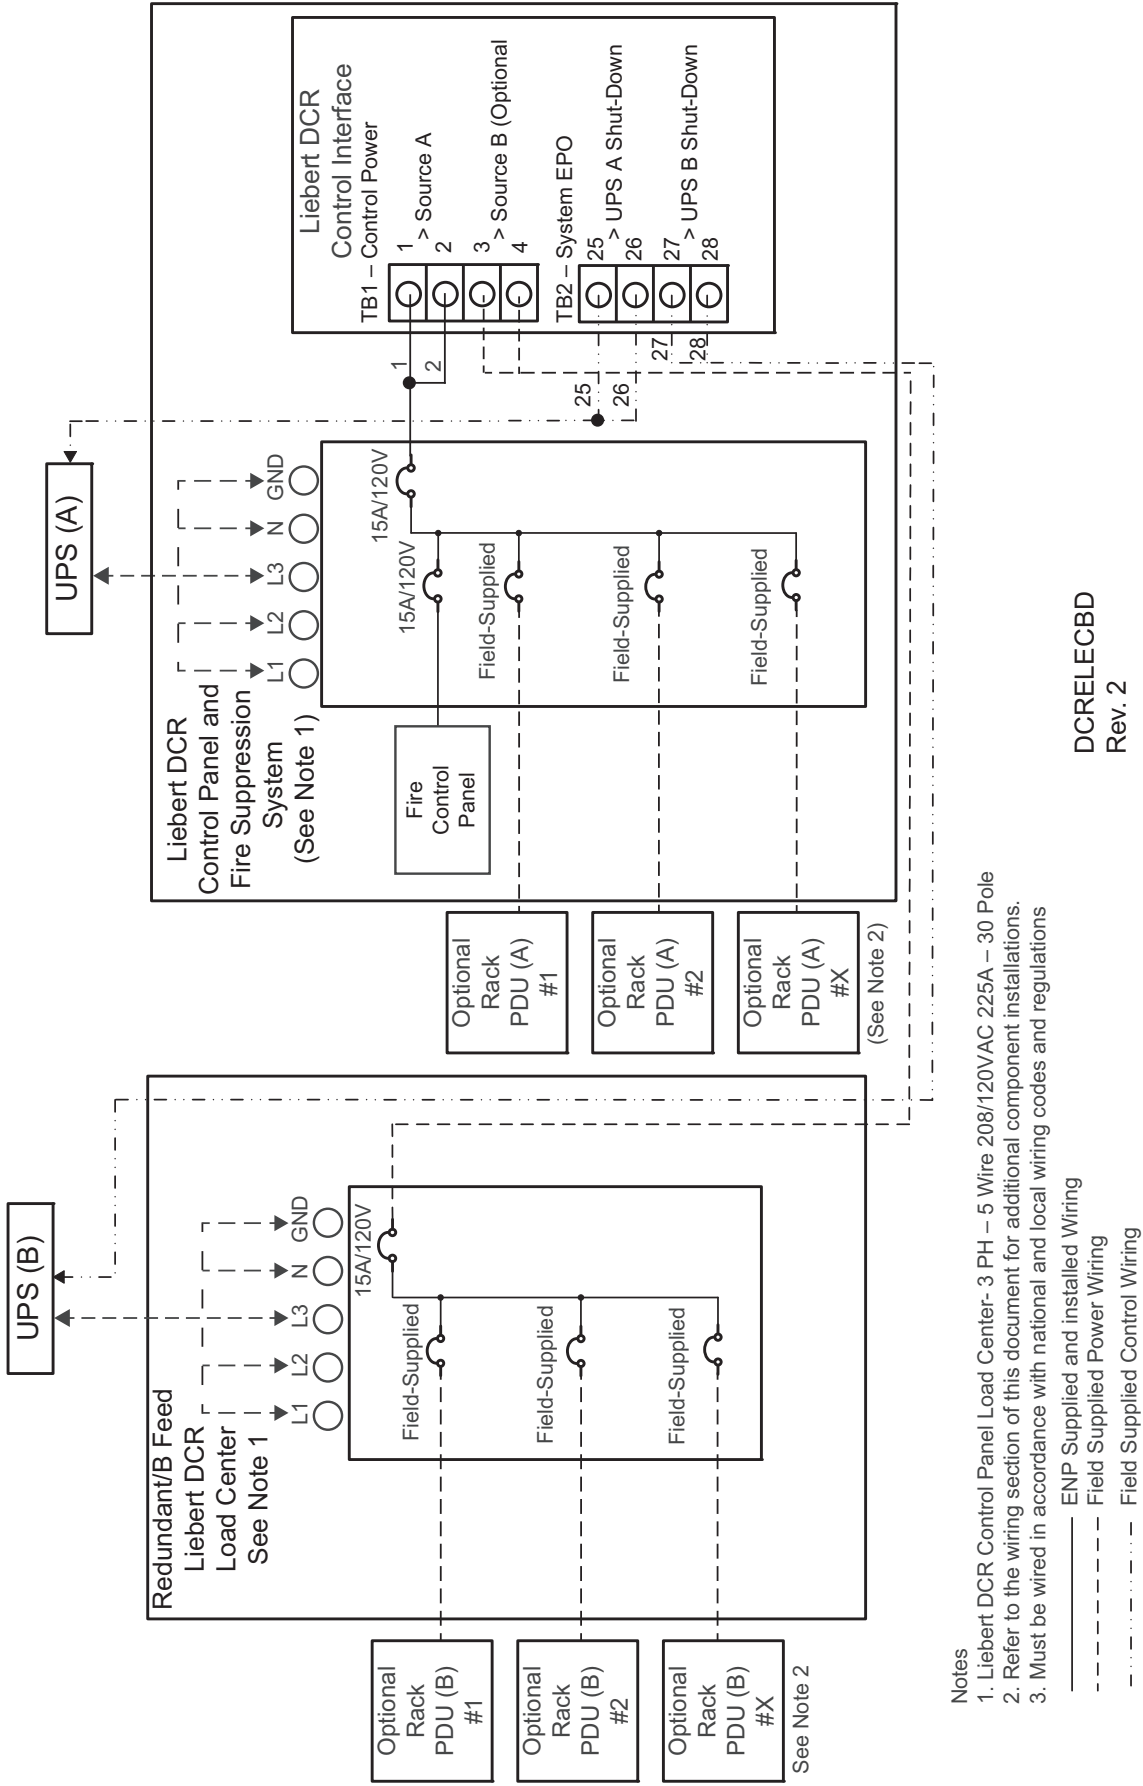 UPS (B)
UPS (A)
Redundant/B Feed
Liebert DCR
Load Center
See Note 1
L1
L2
L3
N
GND
15A/120V
Field-Supplied
Field-Supplied
Field-Supplied
Optional
Rack
PDU (B)
#1
Optional
Rack
PDU (B)
#2
Optional
Rack
PDU (B)
#X
See Note 2
Liebert DCR
Control Panel and
Fire Suppression
System
(See Note 1)
L1
L2
L3
N
GND
15A/120V
15A/120V
Fire
Control
Panel
Field-Supplied
Field-Supplied
Field-Supplied
Optional
Rack
PDU (A)
#1
Optional
Rack
PDU (A)
#2
Optional
Rack
PDU (A)
#X
(See Note 2)
Liebert DCR
Control Interface
TB1 – Control Power
1
2
1
> Source A
2
3
> Source B (Optional
4
TB2 – System EPO
25
26
27
28
25
> UPS A Shut-Down
26
27
> UPS B Shut-Down
28
Notes
1. Liebert DCR Control Panel Load Center- 3 PH – 5 Wire 208/120VAC 225A – 30 Pole
2. Refer to the wiring section of this document for additional component installations.
3. Must be wired in accordance with national and local wiring codes and regulations
ENP Supplied and installed Wiring
Field Supplied Power Wiring
Field Supplied Control Wiring
DCRELECBD
Rev. 2